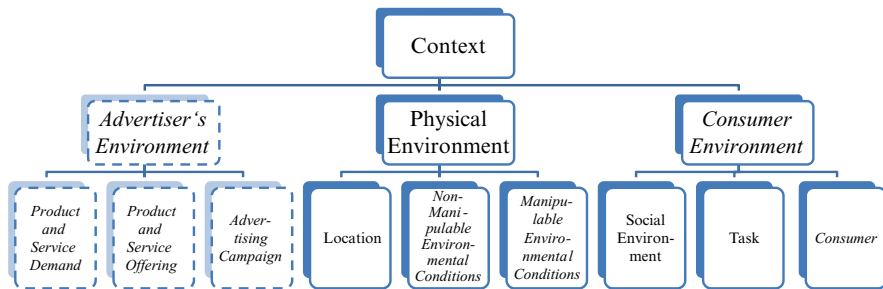 Context
Advertiser‘s
Environment
Physical
Environment
Consumer
Environment
Product
and
Service
Demand
Product
and
Service
Offering
Adver-
tising
Campaign
Location
Non-
Mani-
pulable
Environ-
mental
Conditions
Manipu-
lable
Enviro-
nmental
Conditions
Social
Environ-
ment
Task
Consumer